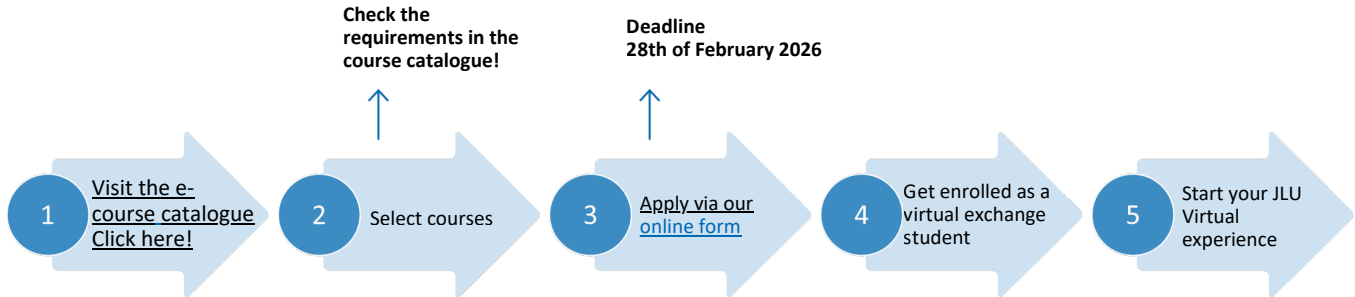 Check the
requirements in the
course catalogue!
Deadline
28th of February 2026
1
Visit the e-
course catalogue
Click here!
2
Select courses
3
Apply via our
online form
4
Get enrolled as a
virtual exchange
student
5
Start your JLU
Virtual
experience